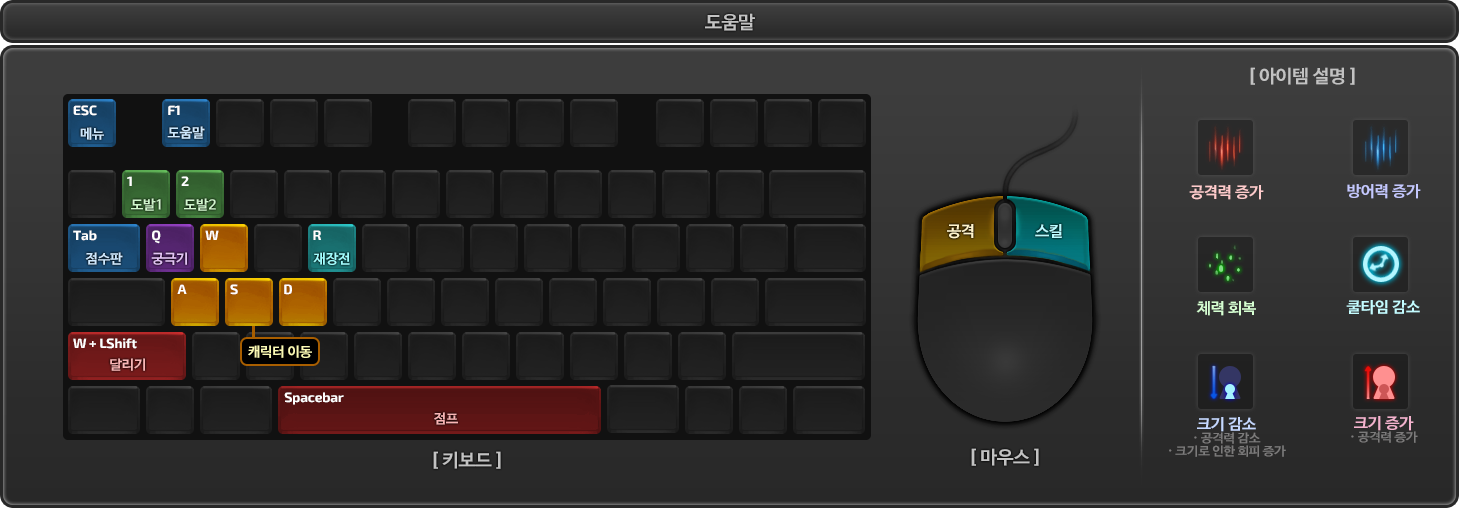 도움말
ESC
메뉴
F1
도움말
1
도발1
2
도발2
Tab
점수판
Q
궁극기
W
R
재장전
A
S
D
캐릭터 이동
W + LShift
달리기
Spacebar
점프
[ 키보드 ]
공격
스킬
[ 마우스 ]
[ 아이템 설명 ]
공격력 증가
방어력 증가
체력 회복
쿨타임 감소
크기 감소
· 공격력 감소
· 크기로 인한 회피 증가
크기 증가
· 공격력 증가